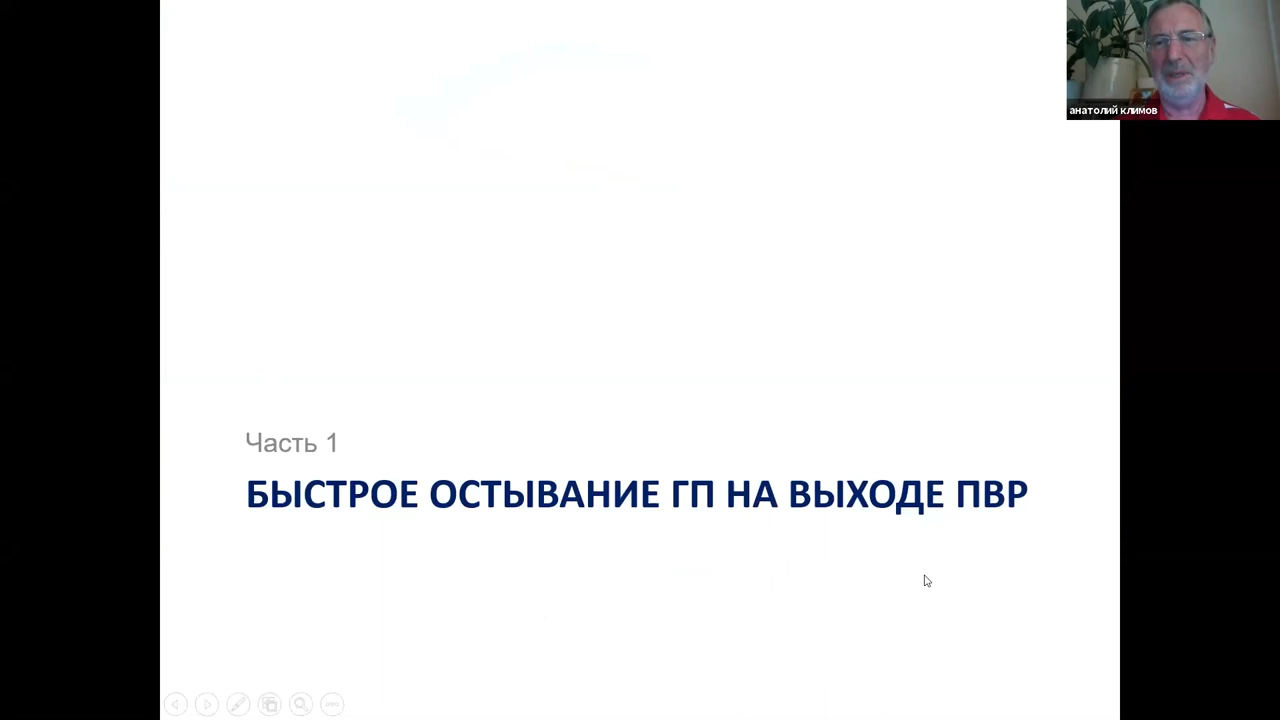 анатолий климов
Часть 1
БЫСТРОЕ ОСТЫВАНИЕ ГП НА ВЫХОДЕ ПВР